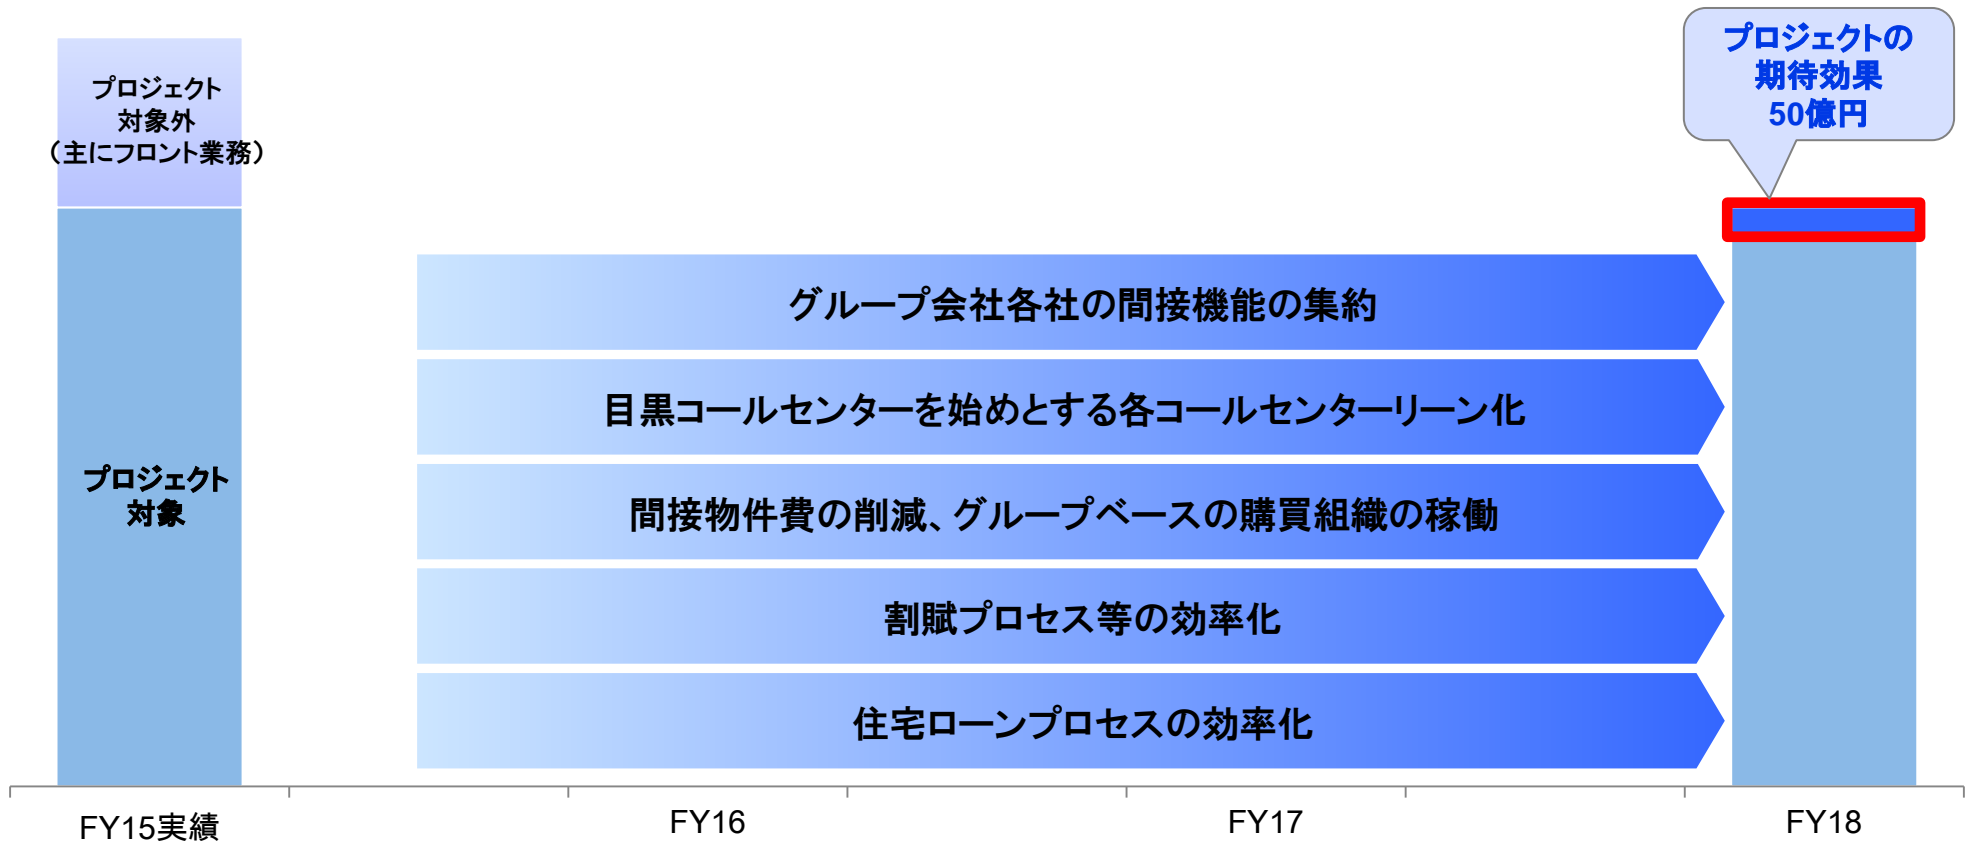 プロジェクト
対象外
（主にフロント業務）
プロジェクト
対象
プロジェクトの
期待効果
50億円
グループ会社各社の間接機能の集約
目黒コールセンターを始めとする各コールセンターリーン化
間接物件費の削減、グループベースの購買組織の稼働
割賦プロセス等の効率化
住宅ローンプロセスの効率化
FY15実績
FY16
FY17
FY18